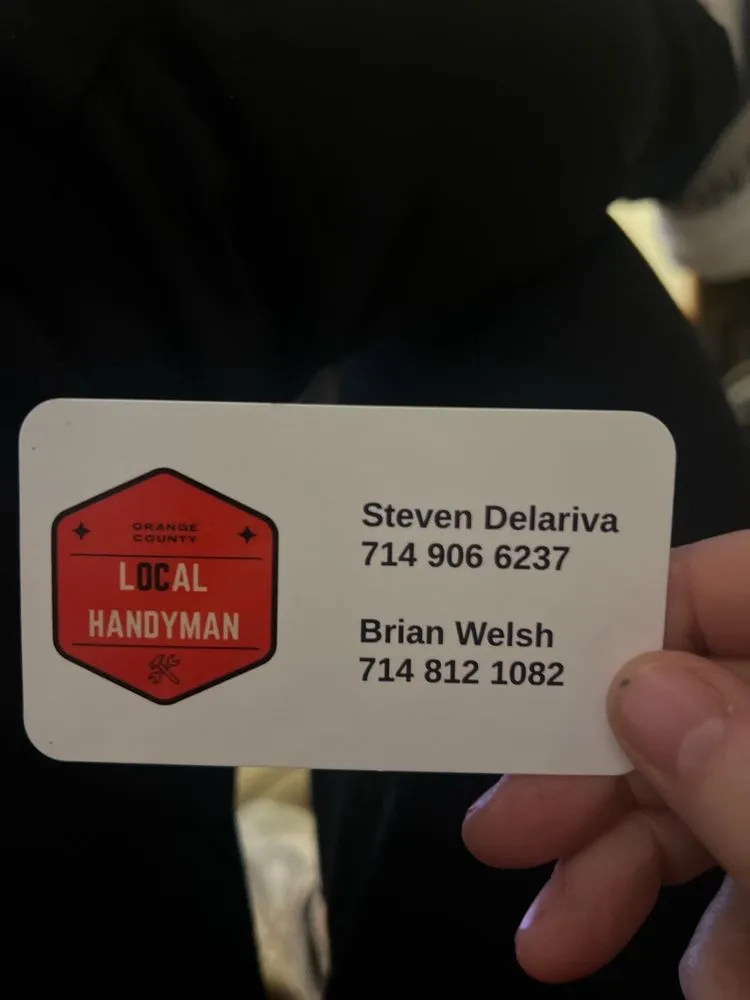 ORANGE
COUNTY
LOCAL
HANDYMAN
Steven Delariva
714 906 6237
Brian Welsh
714 812 1082